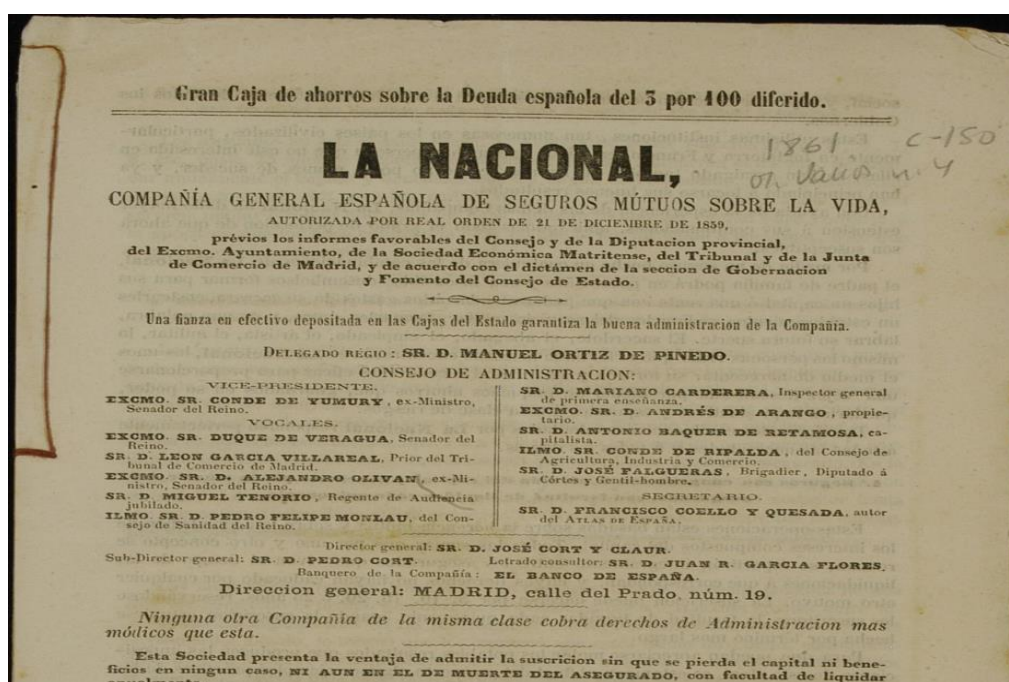 Gran Caja de ahorros sobre la Deuda española del 3 por 100 diferido.
LA NACIONAL,
1861 C-150
COMPAÑÍA GENERAL ESPAÑOLA DE SEGUROS MÚTUOS SOBRE LA VIDA,
AUTORIZADA POR REAL ORDEN DE 21 DE DICIEMBRE DE 1859,
prévios los informes favorables del Consejo y de la Diputacion provincial,
del Excmo. Ayuntamiento, de la Sociedad Económica Matritense, del Tribunal y de la Junta
de Comercio de Madrid, y de acuerdo con el dictámen de la seccion de Gobernacion
y Fomento del Consejo de Estado.
Una fianza en efectivo depositada en las Cajas del Estado garantiza la buena administracion de la Compañía.
DELEGADO RÉGIO: SR. D. MANUEL ORTIZ DE PINEDO.
CONSEJO DE ADMINISTRACION:
VICE-PRESIDENTE.
EXCMO. SR. CONDE DE YUMURY, ex-Ministro,
Senador del Reino.
VOCALES.
EXCMO. SR. DUQUE DE VERAGUA, Senador del
Reino.
SR. D. LEON GARCIA VILLAREAL, Prior del Tri-
bunal de Comercio de Madrid.
EXCMO. SR. D. ALEJANDRO OLIVAN, ex-Mi-
nistro, Senador del Reino.
SR. D. MIGUEL TENORIO, Regente de Audiencia
jubilado.
ILMO. SR. D. PEDRO FELIPE MONLAU, del Con-
sejo de Sanidad del Reino.
SR. D. MARIANO CARDERERA, Inspector general
de primera enseñanza.
EXCMO. SR. D. ANDRÉS DE ARANGO, propie-
tario.
SR. D. ANTONIO BAQUER DE RETAMOSA, ca-
pitalista.
ILMO. SR. CONDE DE RIPALDA, del Consejo de
Agricultura, Industria y Comercio.
SR. D. JOSÉ FALGUERAS, Brigadier, Diputado á
Córtes y Gentil-hombre.
SECRETARIO.
SR. D. FRANCISCO COELLO Y QUESADA, autor
del ATLAS DE ESPAÑA.
Director general: SR. D. JOSÉ CORT Y CLAUR.
Sub-Director general: SR. D. PEDRO CORT. Letrado consultor: SR. D. JUAN R. GARCIA FLORES.
Banquero de la Compañía: EL BANCO DE ESPAÑA.
Direccion general: MADRID, calle del Prado, núm. 19.
Ninguna otra Compañía de la misma clase cobra derechos de Administracion mas
módicos que esta.
Esta Sociedad presenta la ventaja de admitir la suscricion sin que se pierda el capital ni bene-
ficios en ningun caso, NI AUN EN EL DE MUERTE DEL ASEGURADO, con facultad de liquidar